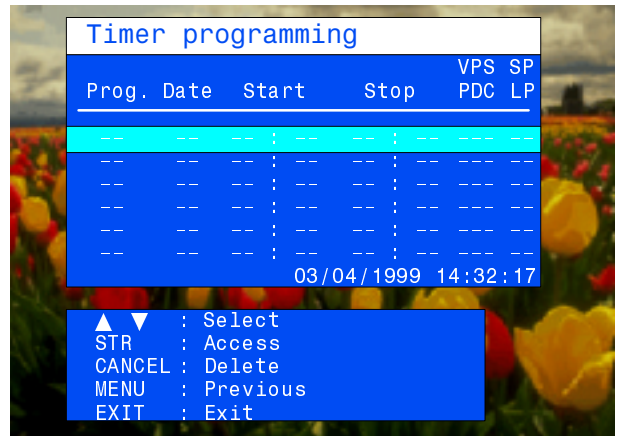 Timer programming
VPS SP
Prog. Date Start Stop PDC LP
-- -- -- : -- -- : -- --- --
-- -- -- : -- -- : -- --- --
-- -- -- : -- -- : -- --- --
-- -- -- : -- -- : -- --- --
-- -- -- : -- -- : -- --- --
-- -- -- : -- -- : -- --- --
03/04/1999 14:32:17
▲ ▼ : Select
STR : Access
CANCEL : Delete
MENU : Previous
EXIT : Exit